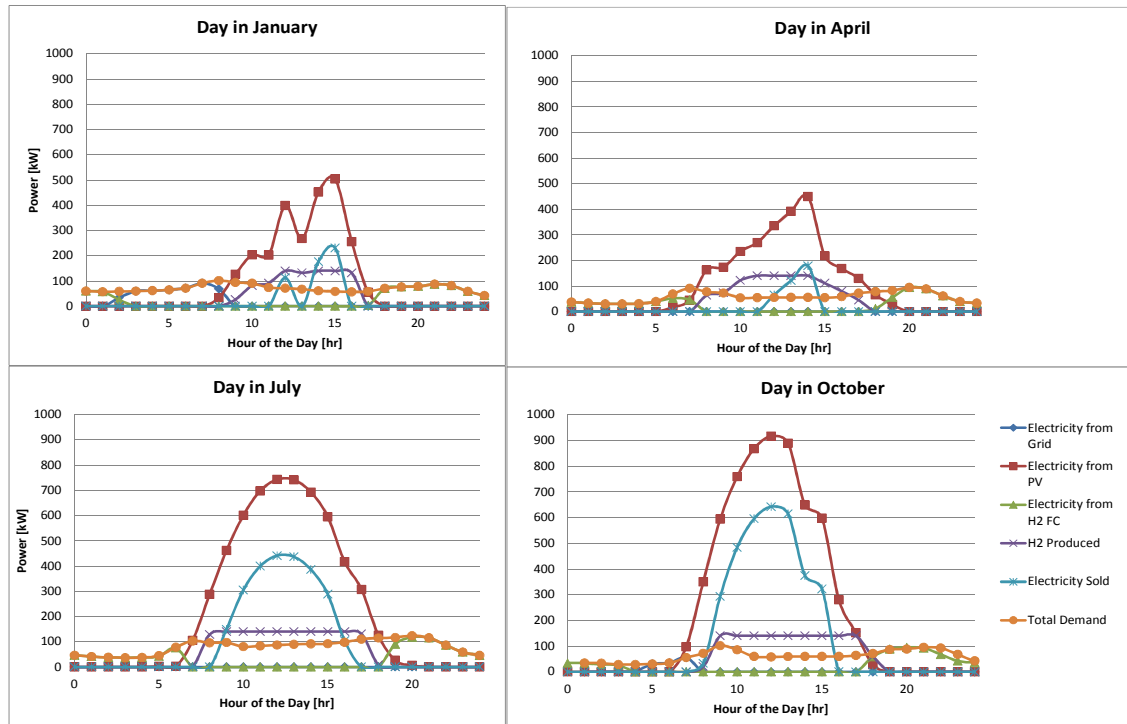 Day in January
1000
900
800
700
600
500
400
300
200
100
0
Power [kW]
0 5 10 15 20
Hour of the Day [hr]
Day in April
1000
900
800
700
600
500
400
300
200
100
0
0 5 10 15 20
Hour of the Day [hr]
Day in July
1000
900
800
700
600
500
400
300
200
100
0
Power [kW]
0 5 10 15 20
Hour of the Day [hr]
Day in October
1000
900
800
700
600
500
400
300
200
100
0
0 5 10 15 20
Hour of the Day [hr]
Electricity from
Grid
Electricity from
PV
Electricity from
H2 FC
H2 Produced
Electricity Sold
Total Demand